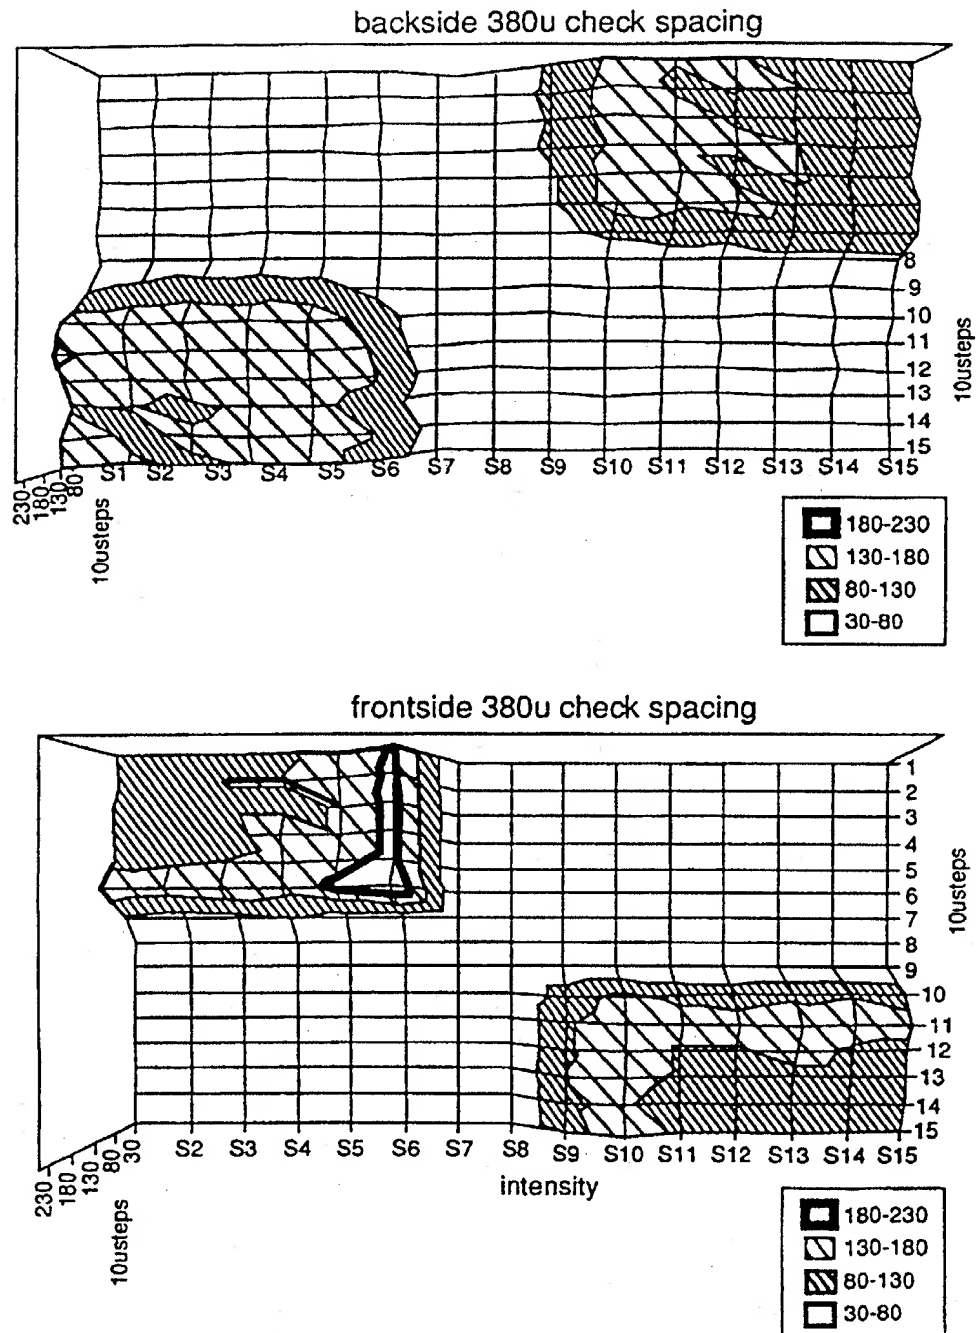 backside 380u check spacing
8
9
10
11
12
13
14
15
10usteps
230
180
130
80
S1
S2
S3
S4
S5
S6
S7
S8
S9
S10
S11
S12
S13
S14
S15
10usteps
180-230
130-180
80-130
30-80
frontside 380u check spacing
1
2
3
4
5
6
7
8
9
10
11
12
13
14
15
10usteps
230
180
130
80
30
S2
S3
S4
S5
S6
S7
S8
S9
S10
S11
S12
S13
S14
S15
intensity
10usteps
180-230
130-180
80-130
30-80